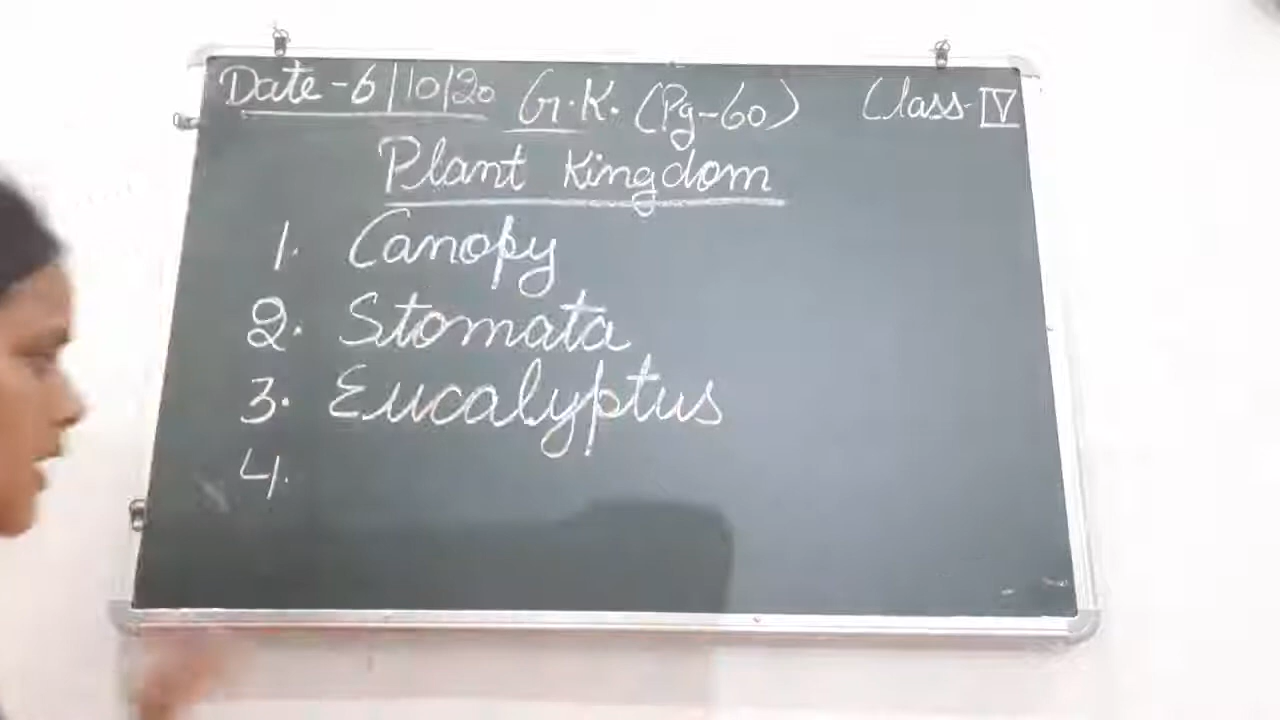 Date-6/10/20 G.K. (Pg-60) Class-V
Plant Kingdom
1. Canopy
2. Stomata
3. Eucalyptus
4.